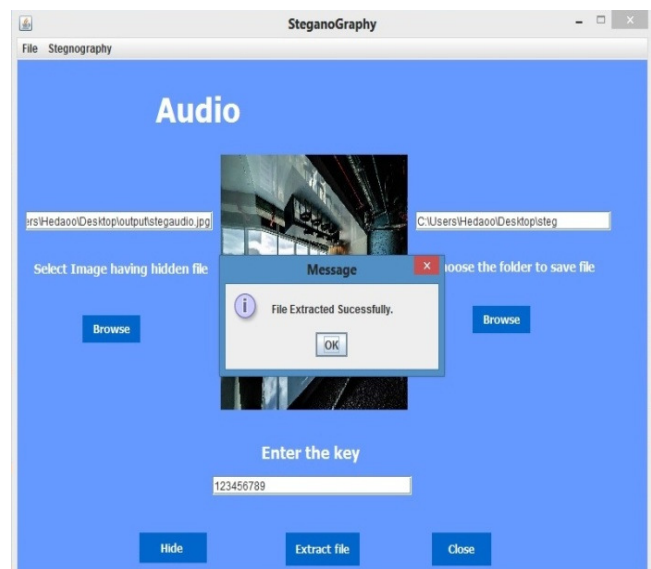 SteganoGraphy
File Stegnography
Audio
ers\Hedaoo\Desktop\output\stegaudio.jpg
C:\Users\Hedaoo\Desktop\steg
Select Image having hidden file
oose the folder to save file
Message
File Extracted Sucessfully.
OK
Browse
Browse
Enter the key
123456789
Hide
Extract file
Close